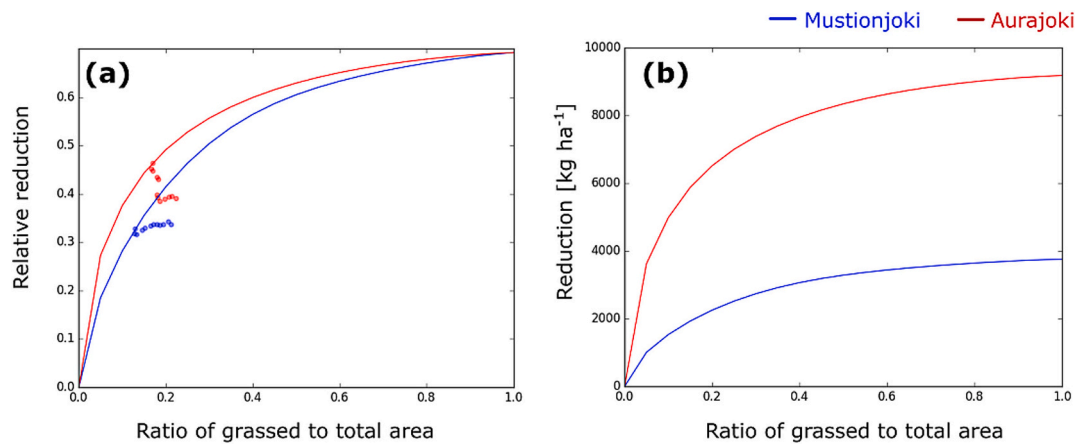 Mustionjoki Aurajoki
(a)
Relative reduction
0.6
0.5
0.4
0.3
0.2
0.1
0.0
0.0 0.2 0.4 0.6 0.8 1.0
Ratio of grassed to total area
(b)
Reduction [kg ha⁻¹]
10000
8000
6000
4000
2000
0
0.0 0.2 0.4 0.6 0.8 1.0
Ratio of grassed to total area